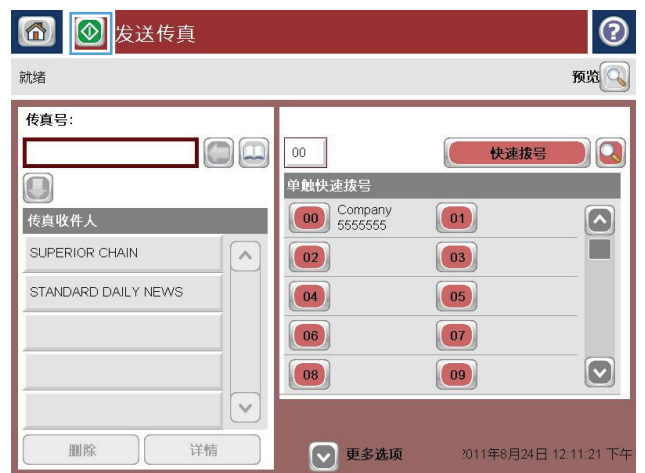 发送传真
?
就绪
预览
传真号:
00
快速拨号
单触快速拨号
传真收件人
00 Company 01
5555555
SUPERIOR CHAIN
02 03
STANDARD DAILY NEWS
04 05
06 07
08 09
删除 详情
更多选项
011年8月24日 12:11:21 下午